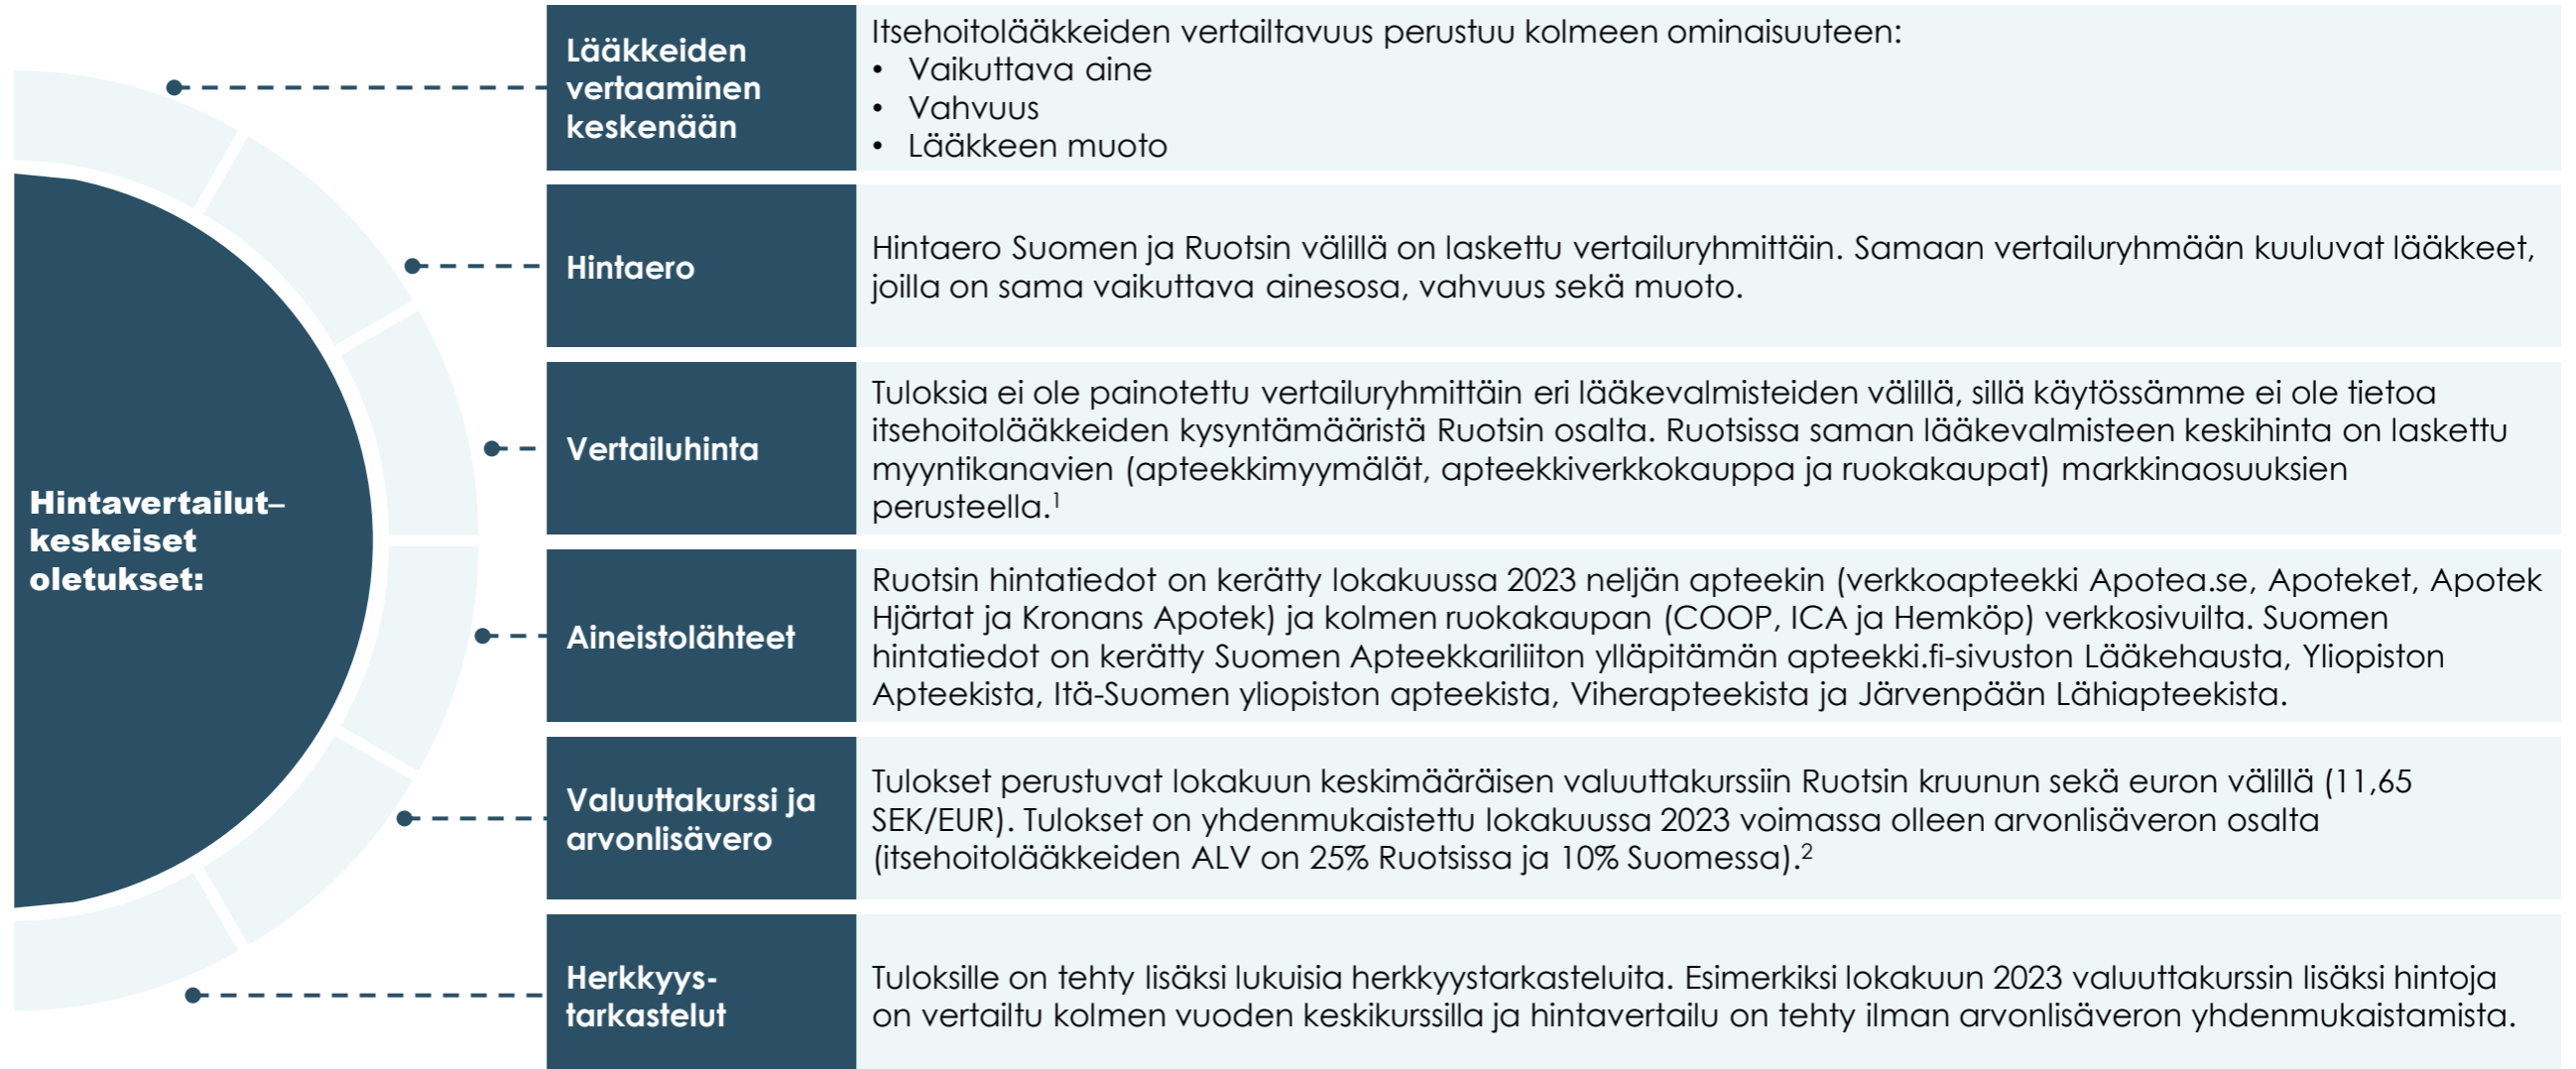 Hintavertailut–
keskeiset
oletukset:
Lääkkeiden
vertaaminen
keskenään
Itsehoitolääkkeiden vertailtavuus perustuu kolmeen ominaisuuteen:
• Vaikuttava aine
• Vahvuus
• Lääkkeen muoto
Hintaero
Hintaero Suomen ja Ruotsin välillä on laskettu vertailuryhmittäin. Samaan vertailuryhmään kuuluvat lääkkeet,
joilla on sama vaikuttava ainesosa, vahvuus sekä muoto.
Vertailuhinta
Tuloksia ei ole painotettu vertailuryhmittäin eri lääkevalmisteiden välillä, sillä käytössämme ei ole tietoa
itsehoitolääkkeiden kysyntämääristä Ruotsin osalta. Ruotsissa saman lääkevalmisteen keskihinta on laskettu
myyntikanavien (apteekkimyymälät, apteekkiverkkokauppa ja ruokakaupat) markkinaosuuksien
perusteella.¹
Aineistolähteet
Ruotsin hintatiedot on kerätty lokakuussa 2023 neljän apteekin (verkkoapteekki Apotea.se, Apoteket, Apotek
Hjärtat ja Kronans Apotek) ja kolmen ruokakaupan (COOP, ICA ja Hemköp) verkkosivuilta. Suomen
hintatiedot on kerätty Suomen Apteekkariliiton ylläpitämän apteekki.fi-sivuston Lääkehausta, Yliopiston
Apteekista, Itä-Suomen yliopiston apteekista, Viherapteekista ja Järvenpään Lähiapteekista.
Valuuttakurssi ja
arvonlisävero
Tulokset perustuvat lokakuun keskimääräisen valuuttakurssiin Ruotsin kruunun sekä euron välillä (11,65
SEK/EUR). Tulokset on yhdenmukaistettu lokakuussa 2023 voimassa olleen arvonlisäveron osalta
(itsehoitolääkkeiden ALV on 25% Ruotsissa ja 10% Suomessa).²
Herkkyys-
tarkastelut
Tuloksille on tehty lisäksi lukuisia herkkyystarkasteluita. Esimerkiksi lokakuun 2023 valuuttakurssin lisäksi hintoja
on vertailtu kolmen vuoden keskikurssilla ja hintavertailu on tehty ilman arvonlisäveron yhdenmukaistamista.